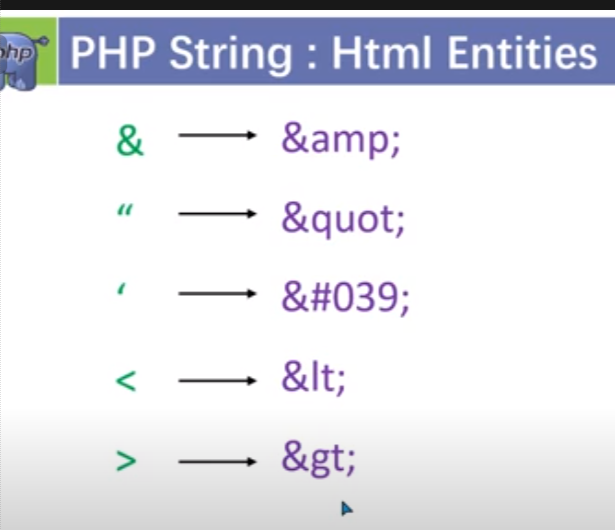 php
PHP String : Html Entities
& &amp;
“ &quot;
‘ &#039;
< &lt;
> &gt;